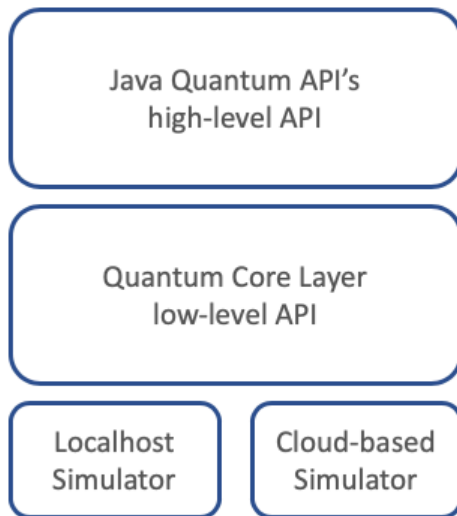 Java Quantum API's
high-level API
Quantum Core Layer
low-level API
Localhost
Simulator
Cloud-based
Simulator